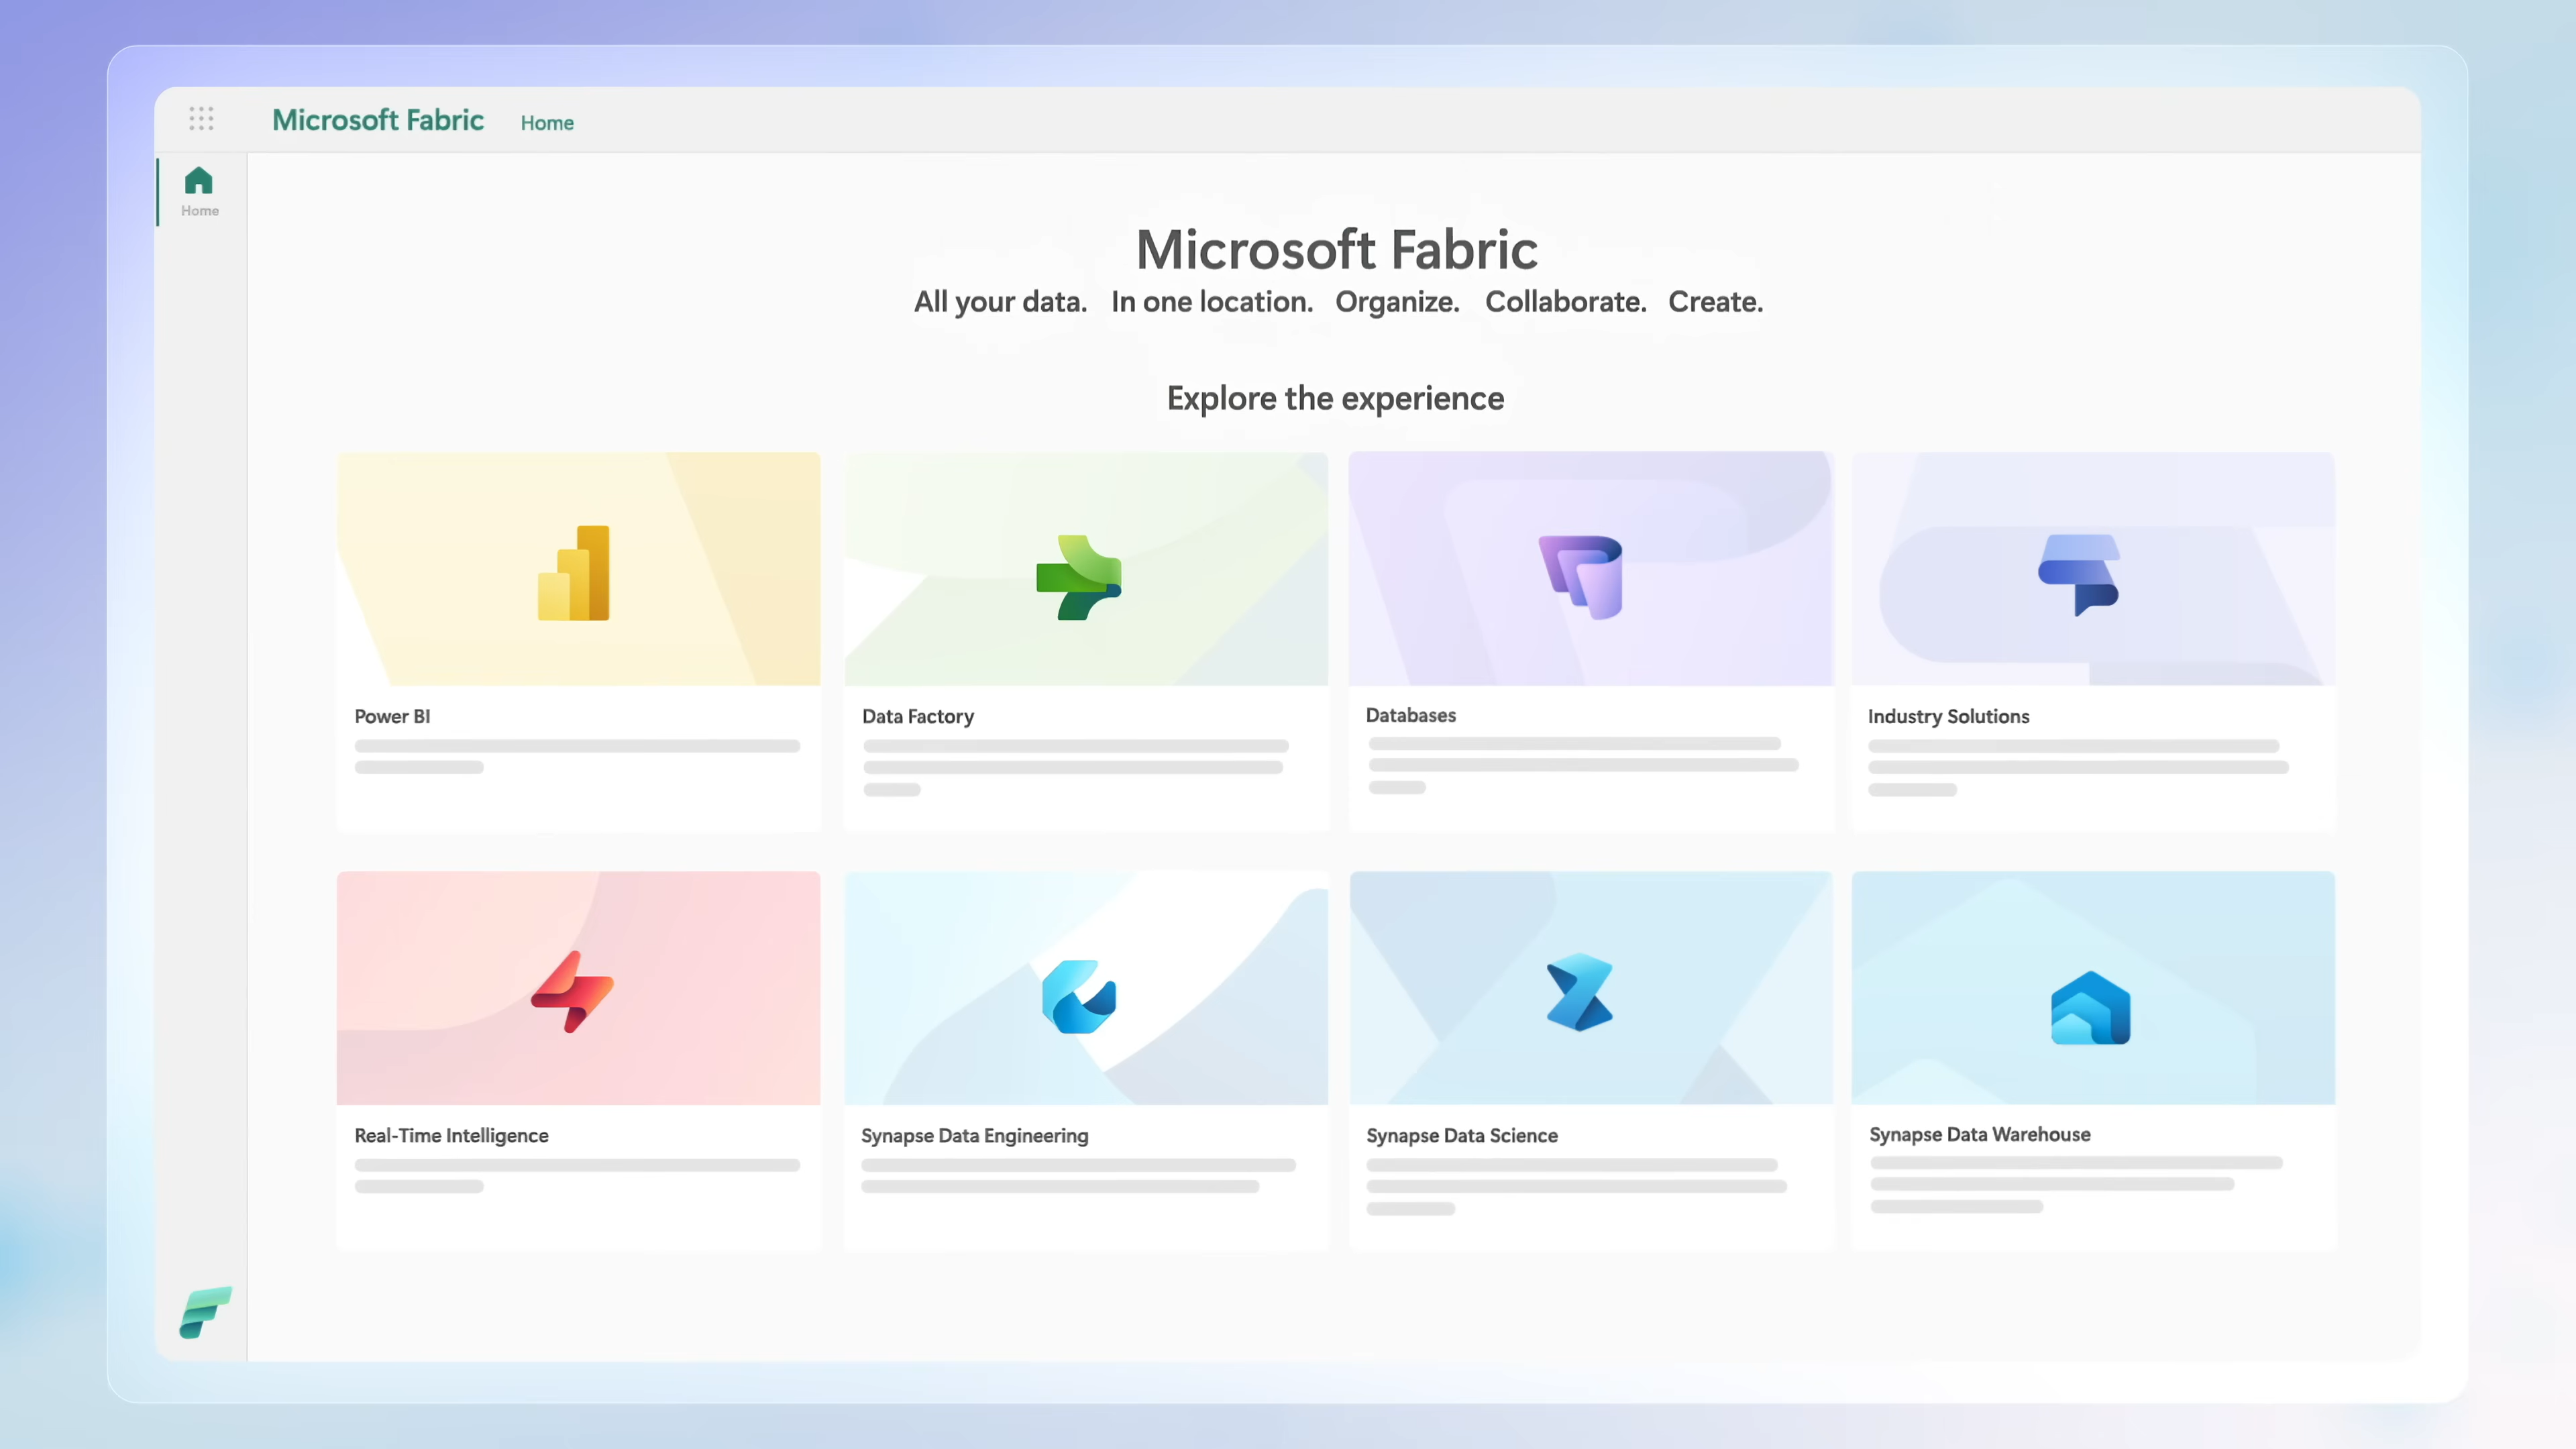 Microsoft Fabric Home
Home
Microsoft Fabric
All your data. In one location. Organize. Collaborate. Create.
Explore the experience
Power BI
Data Factory
Databases
Industry Solutions
Real-Time Intelligence
Synapse Data Engineering
Synapse Data Science
Synapse Data Warehouse